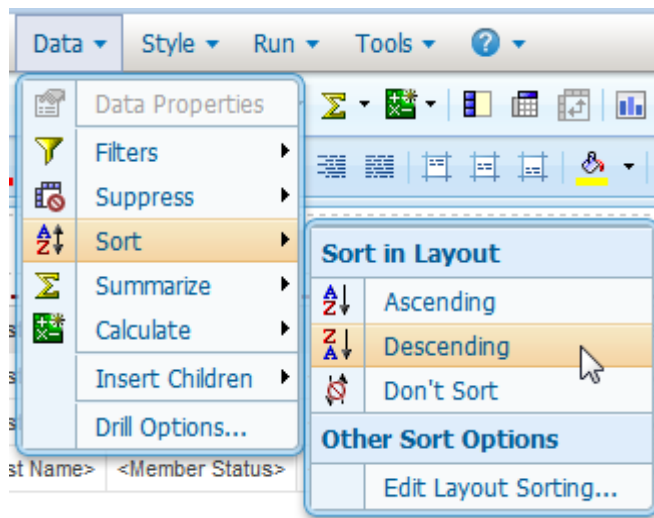 Data Style Run Tools ?
Data Properties
Filters
Suppress
Sort
Summarize
Calculate
Insert Children
Drill Options...
Sort in Layout
Ascending
Descending
Don't Sort
Other Sort Options
Edit Layout Sorting...
st Name> <Member Status>